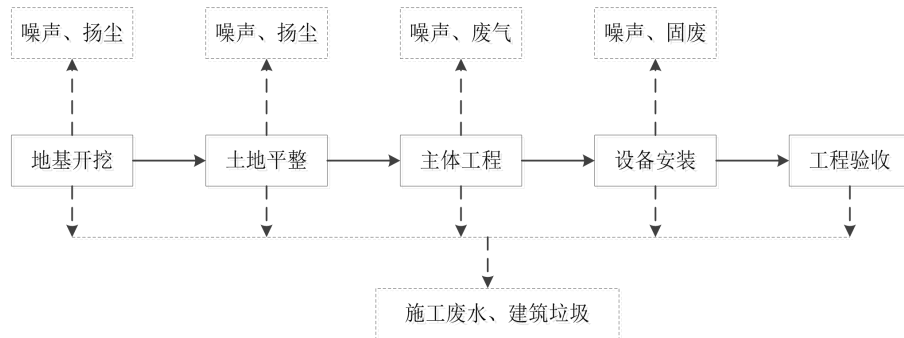 噪声、扬尘
噪声、扬尘
噪声、废气
噪声、固废
地基开挖
土地平整
主体工程
设备安装
工程验收
施工废水、建筑垃圾